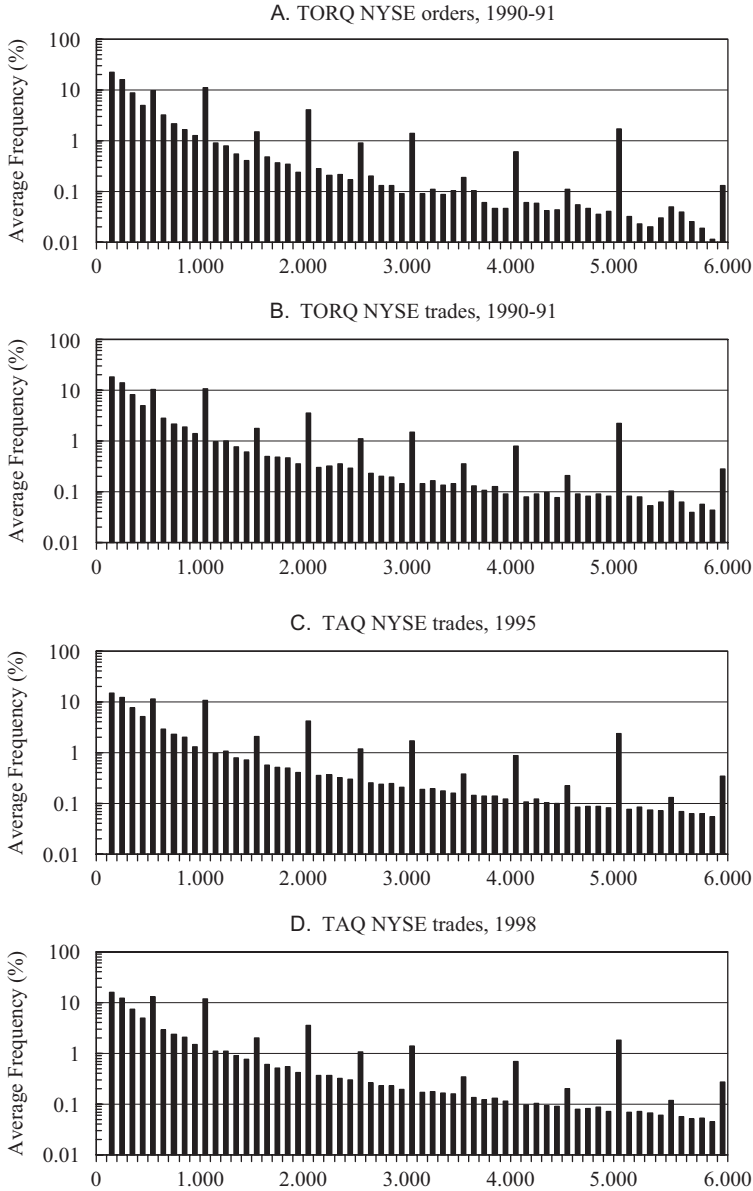 A. TORQ NYSE orders, 1990-91
Average Frequency (%)
100
10
1
0.1
0.01
0 1.000 2.000 3.000 4.000 5.000 6.000
B. TORQ NYSE trades, 1990-91
Average Frequency (%)
100
10
1
0.1
0.01
0 1.000 2.000 3.000 4.000 5.000 6.000
C. TAQ NYSE trades, 1995
Average Frequency (%)
100
10
1
0.1
0.01
0 1.000 2.000 3.000 4.000 5.000 6.000
D. TAQ NYSE trades, 1998
Average Frequency (%)
100
10
1
0.1
0.01
0 1.000 2.000 3.000 4.000 5.000 6.000